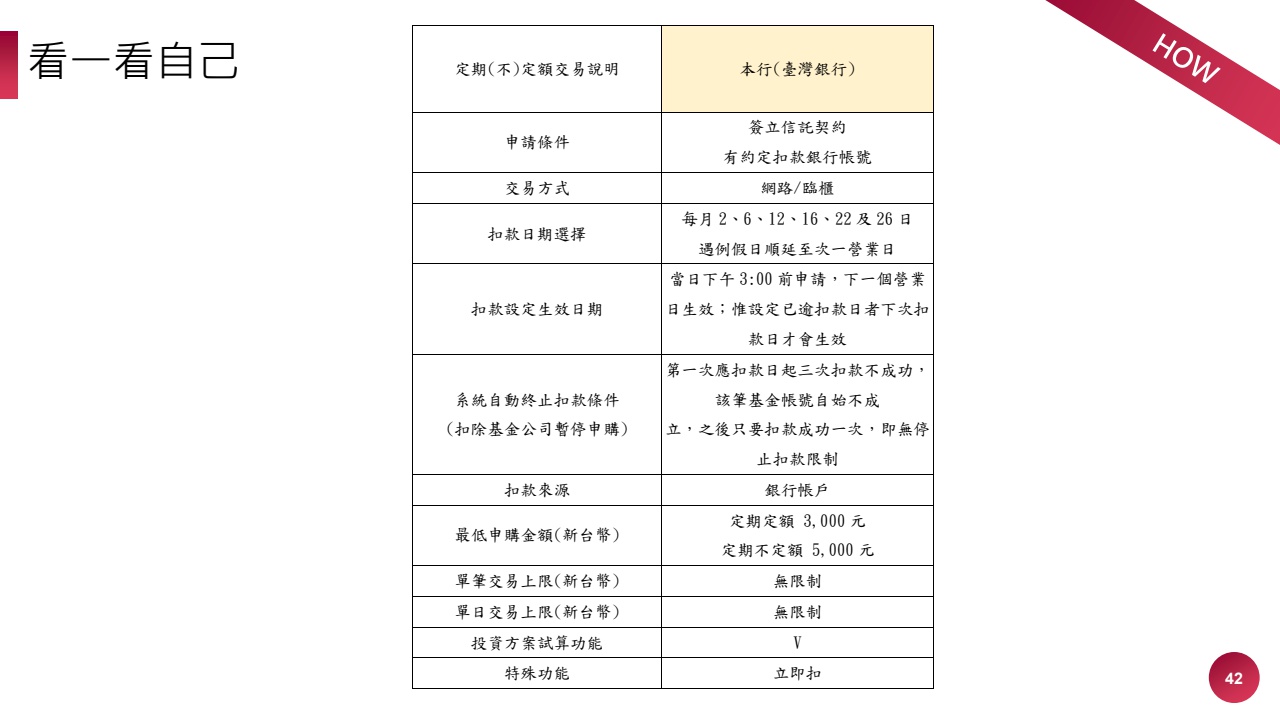 看一看自己
HOW
定期(不)定額交易說明
本行(臺灣銀行)
申請條件
簽立信託契約
有約定扣款銀行帳號
交易方式
網路/臨櫃
扣款日期選擇
每月 2、6、12、16、22 及 26 日
遇例假日順延至次一營業日
扣款設定生效日期
當日下午 3:00 前申請，下一個營業
日生效；惟設定已逾扣款日者下次扣
款日才會生效
系統自動終止扣款條件
(扣除基金公司暫停申購)
第一次應扣款日起三次扣款不成功，
該筆基金帳號自始不成
立，之後只要扣款成功一次，即無停
止扣款限制
扣款來源
銀行帳戶
最低申購金額(新台幣)
定期定額 3,000 元
定期不定額 5,000 元
單筆交易上限(新台幣)
無限制
單日交易上限(新台幣)
無限制
投資方案試算功能
V
特殊功能
立即扣
42